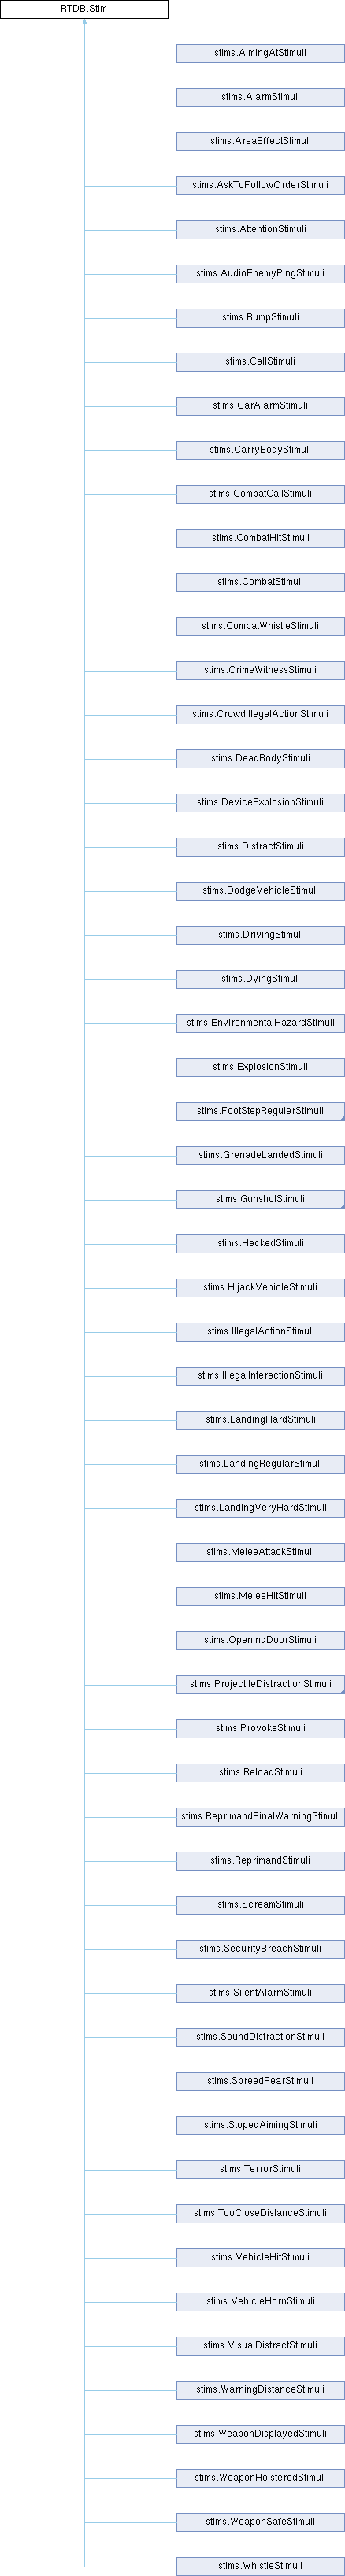 RTDB.Stim
stims.AimingAtStimuli
stims.AlarmStimuli
stims.AreaEffectStimuli
stims.AskToFollowOrderStimuli
stims.AttentionStimuli
stims.AudioEnemyPingStimuli
stims.BumpStimuli
stims.CallStimuli
stims.CarAlarmStimuli
stims.CarryBodyStimuli
stims.CombatCallStimuli
stims.CombatHitStimuli
stims.CombatStimuli
stims.CombatWhistleStimuli
stims.CrimeWitnessStimuli
stims.CrowdIllegalActionStimuli
stims.DeadBodyStimuli
stims.DeviceExplosionStimuli
stims.DistractStimuli
stims.DodgeVehicleStimuli
stims.DrivingStimuli
stims.DyingStimuli
stims.EnvironmentalHazardStimuli
stims.ExplosionStimuli
stims.FootStepRegularStimuli
stims.GrenadeLandedStimuli
stims.GunshotStimuli
stims.HackedStimuli
stims.HijackVehicleStimuli
stims.IllegalActionStimuli
stims.IllegalInteractionStimuli
stims.LandingHardStimuli
stims.LandingRegularStimuli
stims.LandingVeryHardStimuli
stims.MeleeAttackStimuli
stims.MeleeHitStimuli
stims.OpeningDoorStimuli
stims.ProjectileDistractionStimuli
stims.ProvokeStimuli
stims.ReloadStimuli
stims.ReprimandFinalWarningStimuli
stims.ReprimandStimuli
stims.ScreamStimuli
stims.SecurityBreachStimuli
stims.SilentAlarmStimuli
stims.SoundDistractionStimuli
stims.SpreadFearStimuli
stims.StopedAimingStimuli
stims.TerrorStimuli
stims.TooCloseDistanceStimuli
stims.VehicleHitStimuli
stims.VehicleHornStimuli
stims.VisualDistractStimuli
stims.WarningDistanceStimuli
stims.WeaponDisplayedStimuli
stims.WeaponHolsteredStimuli
stims.WeaponSafeStimuli
stims.WhistleStimuli